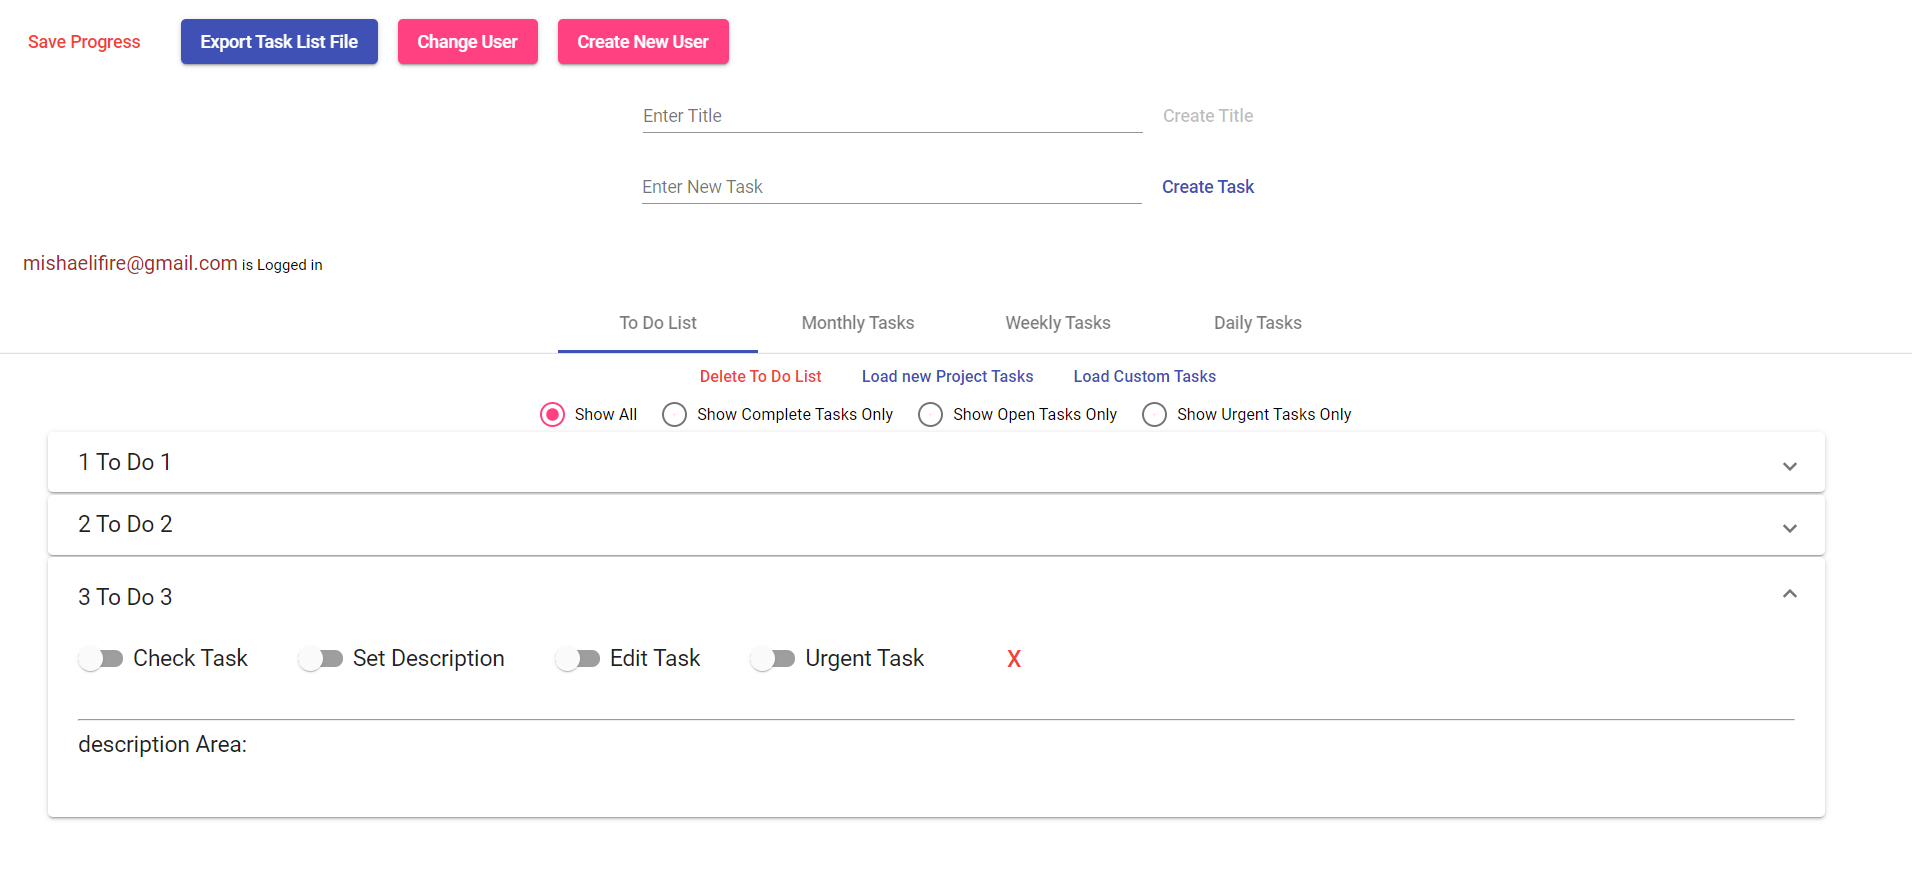 Save Progress Export Task List File Change User Create New User
Enter Title Create Title
Enter New Task Create Task
mishaelifire@gmail.com is Logged in
To Do List Monthly Tasks Weekly Tasks Daily Tasks
Delete To Do List Load new Project Tasks Load Custom Tasks
Show All Show Complete Tasks Only Show Open Tasks Only Show Urgent Tasks Only
1 To Do 1
2 To Do 2
3 To Do 3
Check Task Set Description Edit Task Urgent Task X
description Area: